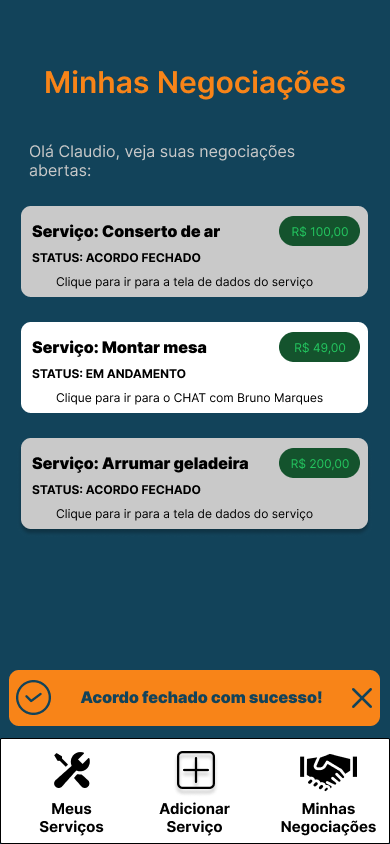 Minhas Negociações
Olá Claudio, veja suas negociações
abertas:
Serviço: Conserto de ar
R$ 100,00
STATUS: ACORDO FECHADO
Clique para ir para a tela de dados do serviço
Serviço: Montar mesa
R$ 49,00
STATUS: EM ANDAMENTO
Clique para ir para o CHAT com Bruno Marques
Serviço: Arrumar geladeira
R$ 200,00
STATUS: ACORDO FECHADO
Clique para ir para a tela de dados do serviço
Acordo fechado com sucesso!
Meus
Serviços
Adicionar
Serviço
Minhas
Negociações